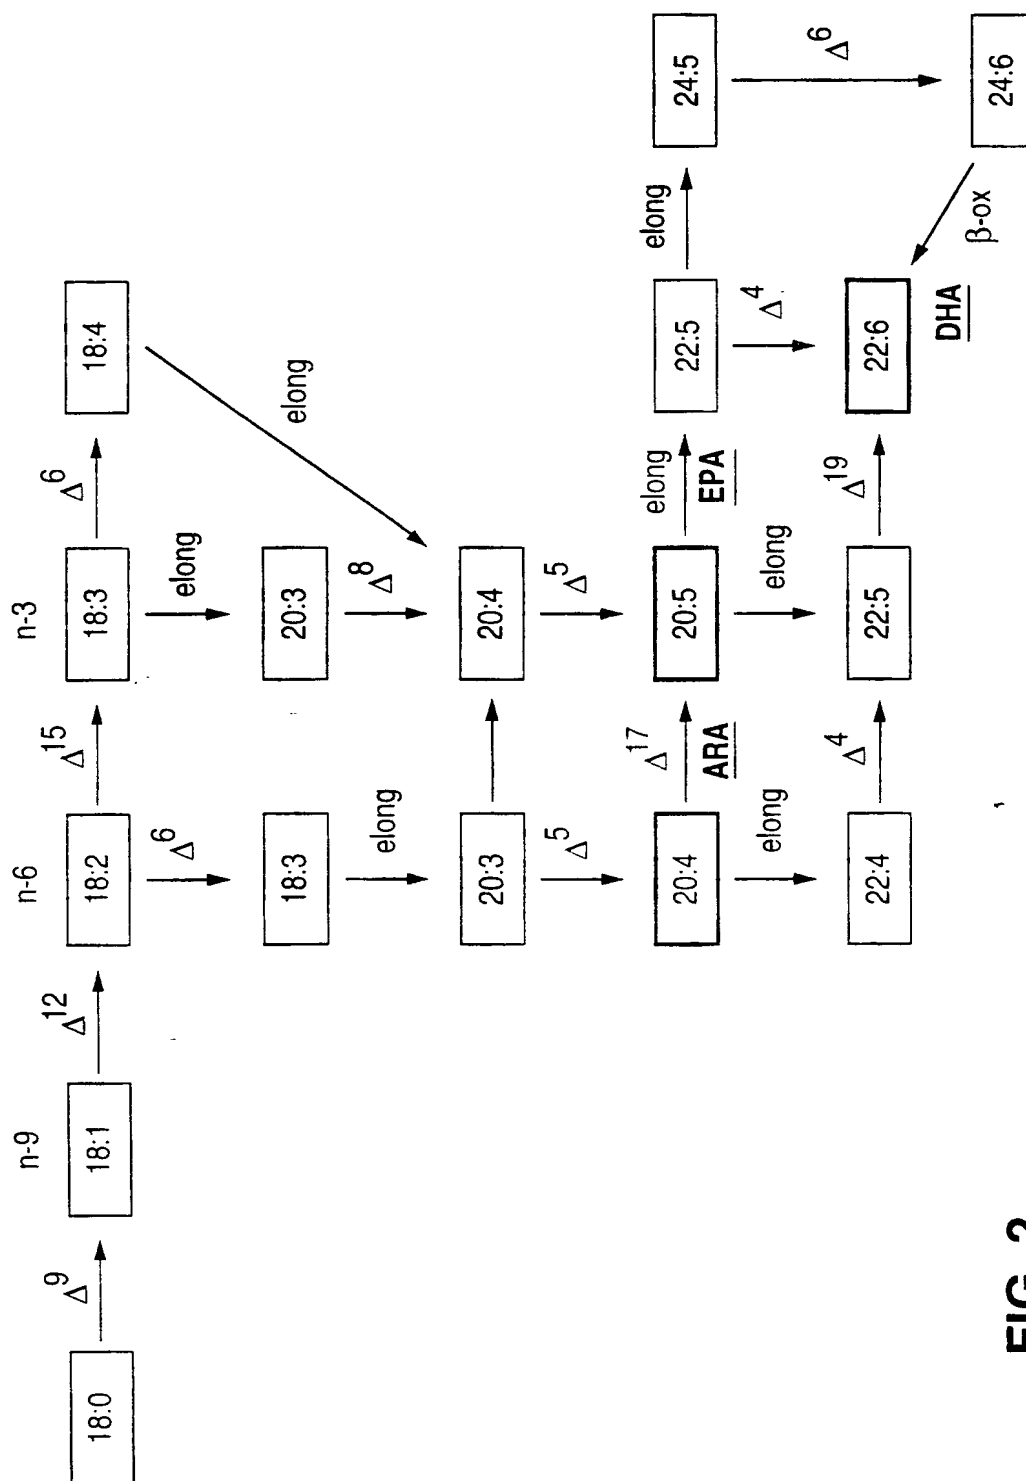 n-9 n-6 n-3
Δ9 Δ12 Δ15 Δ6
18:0 18:1 18:2 18:3 18:4
Δ6 elong
18:3 20:3 elong
elong Δ8
20:3 20:4
Δ5 Δ5
Δ17 elong elong
20:4 20:5 22:5 24:5
ARA EPA
elong elong Δ4 Δ6
Δ4 Δ19
22:4 22:5 22:6
DHA β-ox
24:6
FIG. 2